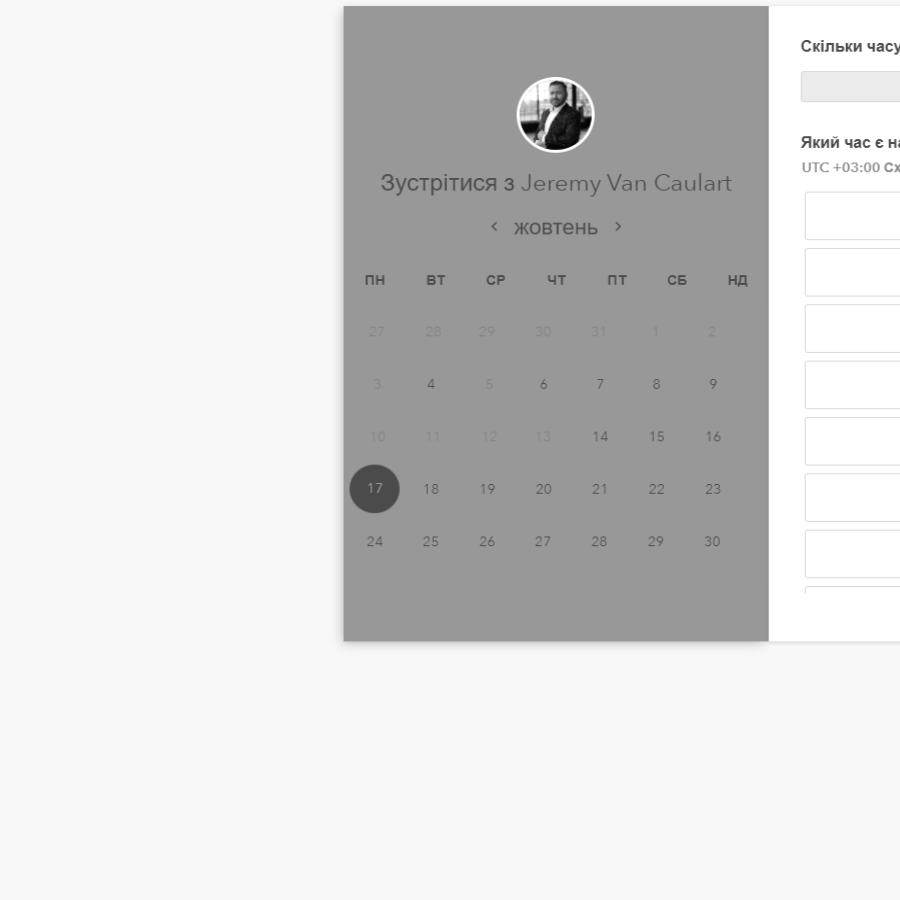 Зустрітися з Jeremy Van Caulart
жовтень
ПН ВТ СР ЧТ ПТ СБ НД
27 28 29 30 31 1 2
3 4 5 6 7 8 9
10 11 12 13 14 15 16
17 18 19 20 21 22 23
24 25 26 27 28 29 30
Скільки часу
Який час є
UTC +03:00